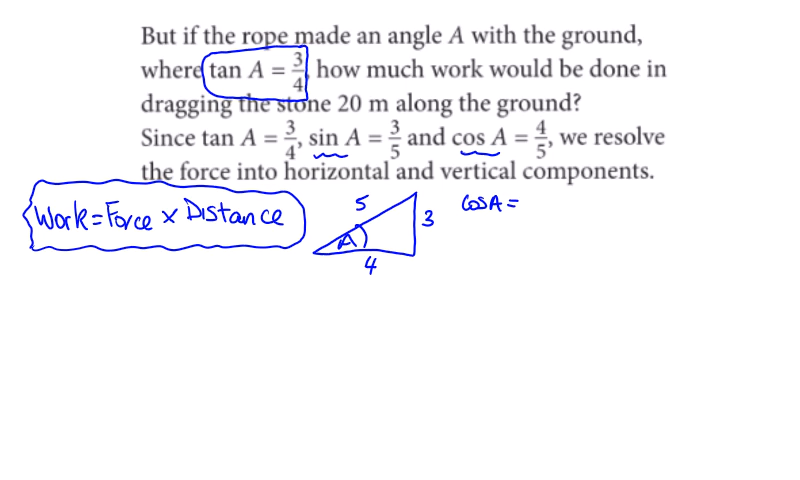 But if the rope made an angle A with the ground,
where tan A = 3/4, how much work would be done in
dragging the stone 20 m along the ground?
Since tan A = 3/4, sin A = 3/5 and cos A = 4/5, we resolve
the force into horizontal and vertical components.
Work = Force x Distance
5
3
A
4
Cos A =